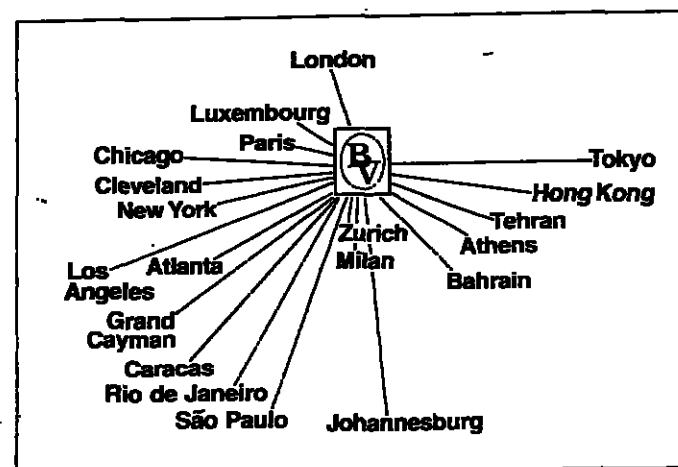 London
Luxembourg
Paris
BV
Chicago
Tokyo
Cleveland
Hong Kong
New York
Tehran
Zurich
Athens
Milan
Atlanta
Los
Angeles
Bahrain
Grand
Cayman
Caracas
Rio de Janeiro
São Paulo
Johannesburg